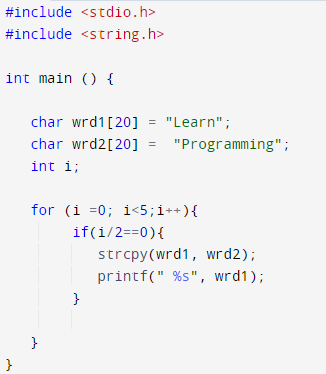 #include <stdio.h>
#include <string.h>
int main () {
char wrd1[20] = "Learn";
char wrd2[20] =  "Programming";
int i;
for (i =0; i<5;i++){
if(i/2==0){
strcpy(wrd1, wrd2);
printf(" %s", wrd1);
}
}
}